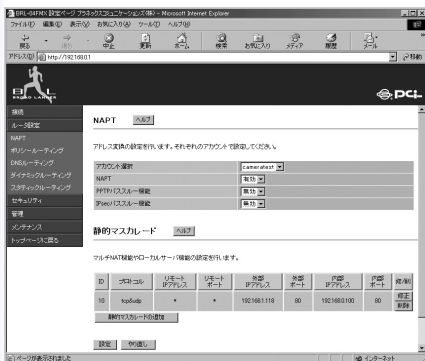 BRL-04FMX 設定ページ プラネックスコミュニケーションズ(株) - Microsoft Internet Explorer
ファイル(F) 編集(E) 表示(V) お気に入り(A) ツール(T) ヘルプ(H)
戻る 中止 更新 ホーム 検索 お気に入り メディア 履歴 メール
アドレス(D) http://192.168.0.1 移動
BRL
BROAD LANNER
PCi
接続
ルータ設定
NAPT
ポリシールーティング
DNSルーティング
ダイナミックルーティング
スタティックルーティング
セキュリティ
管理
メンテナンス
トップページに戻る
NAPT ヘルプ
アドレス変換の設定を行います。それぞれのアカウントで設定してください。
アカウント選択 cameratest
NAPT 有効
PPTPパススルー機能 無効
IPsecパススルー機能 無効
静的マスカレード ヘルプ
マルチNAT機能やローカルサーバ機能の設定を行います。
ID プロトコル リモートIPアドレス リモートポート 外部IPアドレス 外部ポート 内部IPアドレス 内部ポート 修/削
10 tcp&udp * * 192.168.1.118 80 192.168.0.100 80 修正 削除
静的マスカレードの追加
設定 やり直し
ページが表示されました インターネット